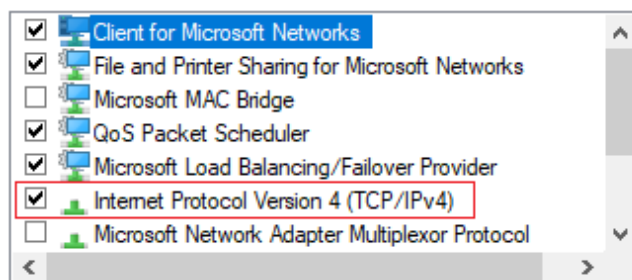 Client for Microsoft Networks
File and Printer Sharing for Microsoft Networks
Microsoft MAC Bridge
QoS Packet Scheduler
Microsoft Load Balancing/Failover Provider
Internet Protocol Version 4 (TCP/IPv4)
Microsoft Network Adapter Multiplexor Protocol